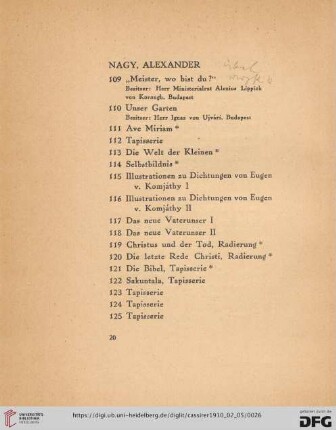 NAGY, ALEXANDER
109 „Meister, wo bist du?"
Besitzer: Herr Ministerialrat Alexius Lippich
von Korongh, Budapest
110 Unser Garten
Besitzer: Herr Ignaz von Ujvári, Budapest
111 Ave Miriam*
112 Tapisserie
113 Die Welt der Kleinen*
114 Selbstbildnis*
115 Illustrationen zu Dichtungen von Eugen
v. Komjáthy I
116 Illustrationen zu Dichtungen von Eugen
v. Komjáthy II
117 Das neue Vaterunser I
118 Das neue Vaterunser II
119 Christus und der Tod, Radierung*
120 Die letzte Rede Christi, Radierung*
121 Die Bibel, Tapisserie*
122 Sakuntala, Tapisserie
123 Tapisserie
124 Tapisserie
125 Tapisserie
20
UNIVERSITÄTS-
BIBLIOTHEK
HEIDELBERG
https://digi.ub.uni-heidelberg.de/diglit/cassirer1910_02_05/0026
gefördert durch die
DFG